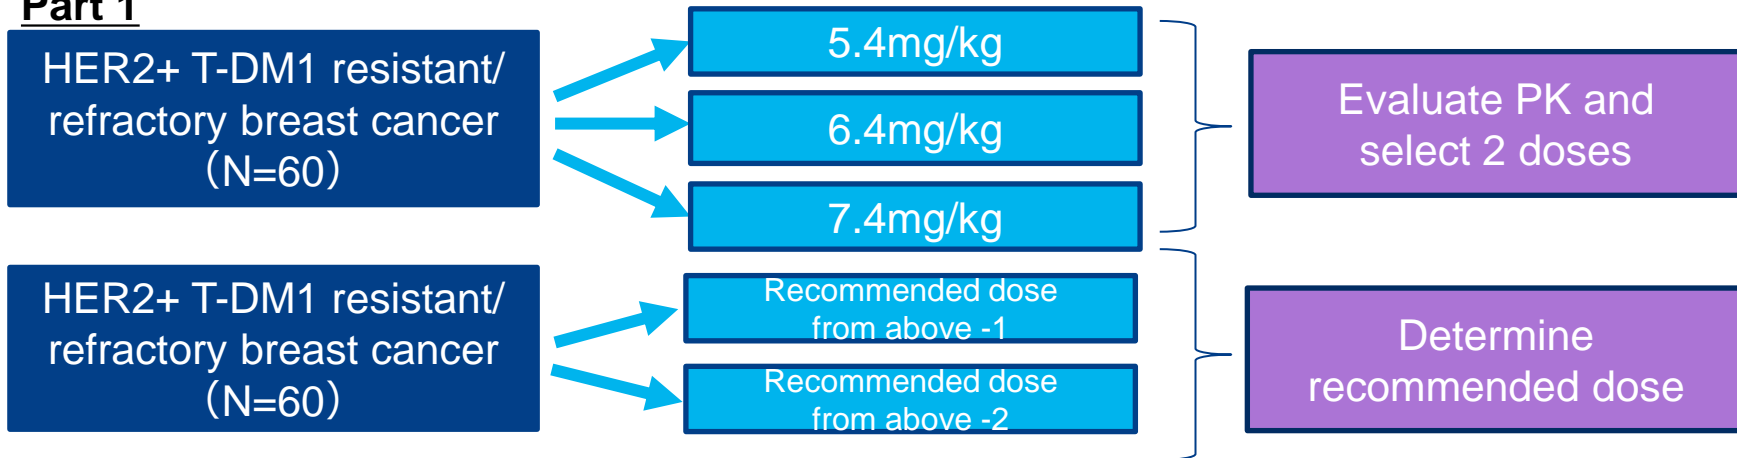 Part 1
HER2+ T-DM1 resistant/
refractory breast cancer
（N=60）
5.4mg/kg
6.4mg/kg
7.4mg/kg
Evaluate PK and
select 2 doses
HER2+ T-DM1 resistant/
refractory breast cancer
（N=60）
Recommended dose
from above -1
Recommended dose
from above -2
Determine
recommended dose